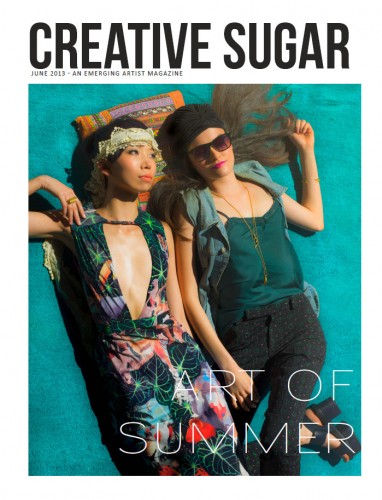 CREATIVE SUGAR
JUNE 2013 - AN EMERGING ARTIST MAGAZINE
ART OF
SUMMER